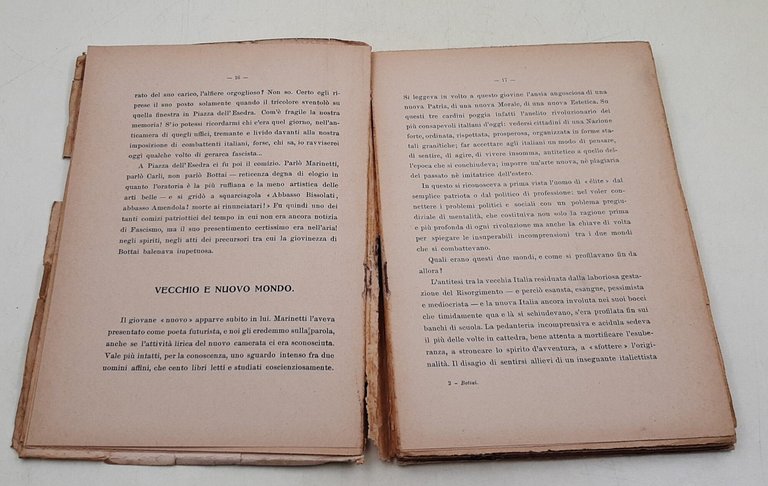 — 16 —
rato del suo carico, l'alfiere orgoglioso? Non so. Certo egli ri-
prese il suo posto solamente quando il tricolore sventolò su
quella finestra in Piazza dell'Esedra. Com'è fragile la nostra
memoria! S'io potessi ricordarmi chi c'era quel giorno, nell'an-
ticamera di quegli uffici, tremante e livido davanti alla nostra
imposizione di combattenti italiani, forse, chi sa, io ravviserei
oggi qualche volto di gerarca fascista...
A Piazza dell'Esedra ci fu poi il comizio. Parlò Marinetti,
parlò Carli, non parlò Bottai — reticenza degna di elogio in
quanto l'oratoria è la più ruffiana e la meno artistica delle
arti belle — e si gridò a squarciagola « Abbasso Bissolati,
abbasso Amendola! morte ai rinunciatari! » Fu quindi uno dei
tanti comizi patriottici del tempo in cui non era ancora notizia
di Fascismo, ma il suo presentimento certissimo era nell'aria!
negli spiriti, negli atti dei precursori tra cui la giovinezza di
Bottai balenava impetuosa.
VECCHIO E NUOVO MONDO.
Il giovane « nuovo » apparve subito in lui. Marinetti l'aveva
presentato come poeta futurista, e noi gli credemmo sulla parola,
anche se l'attività lirica del nuovo camerata ci era sconosciuta.
Vale più infatti, per la conoscenza, uno sguardo intenso fra due
uomini affini, che cento libri letti e studiati coscienziosamente.
— 17 —
Si leggeva in volto a questo giovine l'ansia angosciosa di una
nuova Patria, di una nuova Morale, di una nuova Estetica. Su
questi tre cardini poggia infatti l'anelito rivoluzionario dei
più consapevoli italiani d'oggi: vedersi cittadini di una Nazione
forte, ordinata, rispettata, prosperosa, organizzata in forme sta-
tali granitiche; far accettare agli italiani un modo di pensare,
di sentire, di agire, di vivere insomma, antitetico a quello del-
l'epoca che si conchiudeva; imporre un'arte nuova, nè plagiaria
del passato nè imitatrice dell'estero.
In questo si riconosceva a prima vista l'uomo di « élite » dal
semplice patriota o dal politico di professione: nel voler con-
nettere i problemi politici e sociali con un problema pregiu-
diziale di mentalità, che costituiva non solo la ragione prima
e più profonda di ogni rivoluzione ma anche la chiave di volta
per spiegare le insuperabili incomprensioni tra i due mondi
che si combattevano.
Quali erano questi due mondi, e come si profilavano fin da
allora?
L'antitesi tra la vecchia Italia residuata dalla laboriosa gesta-
zione del Risorgimento — e perciò esausta, esangue, pessimista
e mediocrista — e la nuova Italia ancora involuta nei suoi bocci
che timidamente qua e là si schiudevano, s'era profilata fin sui
banchi di scuola. La pedanteria incomprensiva e acidula sedeva
il più delle volte in cattedra, bene attenta a mortificare l'esube-
ranza, a stroncare lo spirito d'avventura, a « sfottere » l'origi-
nalità. Il disagio di sentirsi allievi di un insegnante italiettista
2 - Bottai.